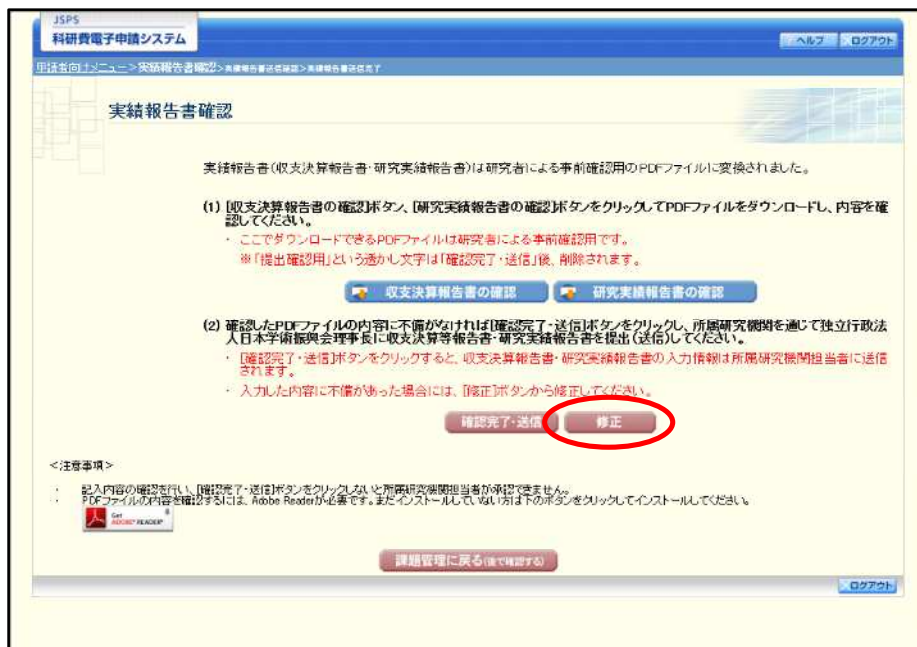 JSPS
科研費電子申請システム
ヘルプ
ログアウト
申請者向けメニュー>実績報告書確認>実績報告書送信確認>実績報告書送信完了
実績報告書確認
実績報告書(収支決算報告書・研究実績報告書)は研究者による事前確認用のPDFファイルに変換されました。
(1) [収支決算報告書の確認]ボタン、[研究実績報告書の確認]ボタンをクリックしてPDFファイルをダウンロードし、内容を確
認してください。
・ ここでダウンロードできるPDFファイルは研究者による事前確認用です。
※「提出確認用」という透かし文字は「確認完了・送信」後、削除されます。
収支決算報告書の確認
研究実績報告書の確認
(2) 確認したPDFファイルの内容に不備がなければ[確認完了・送信]ボタンをクリックし、所属研究機関を通じて独立行政法
人日本学術振興会理事長に収支決算等報告書・研究実績報告書を提出(送信)してください。
・ [確認完了・送信]ボタンをクリックすると、収支決算報告書・研究実績報告書の入力情報は所属研究機関担当者に送信
されます。
・ 入力した内容に不備があった場合には、[修正]ボタンから修正してください。
確認完了・送信
修正
<注意事項>
・ 記入内容の確認を行い、[確認完了・送信]ボタンをクリックしないと所属研究機関担当者が承認できません。
・ PDFファイルの内容を確認するには、Adobe Readerが必要です。まだインストールしていない方は下のボタンをクリックしてインストールしてください。
Get
ADOBE® READER®
課題管理に戻る(後で確認する)
ログアウト